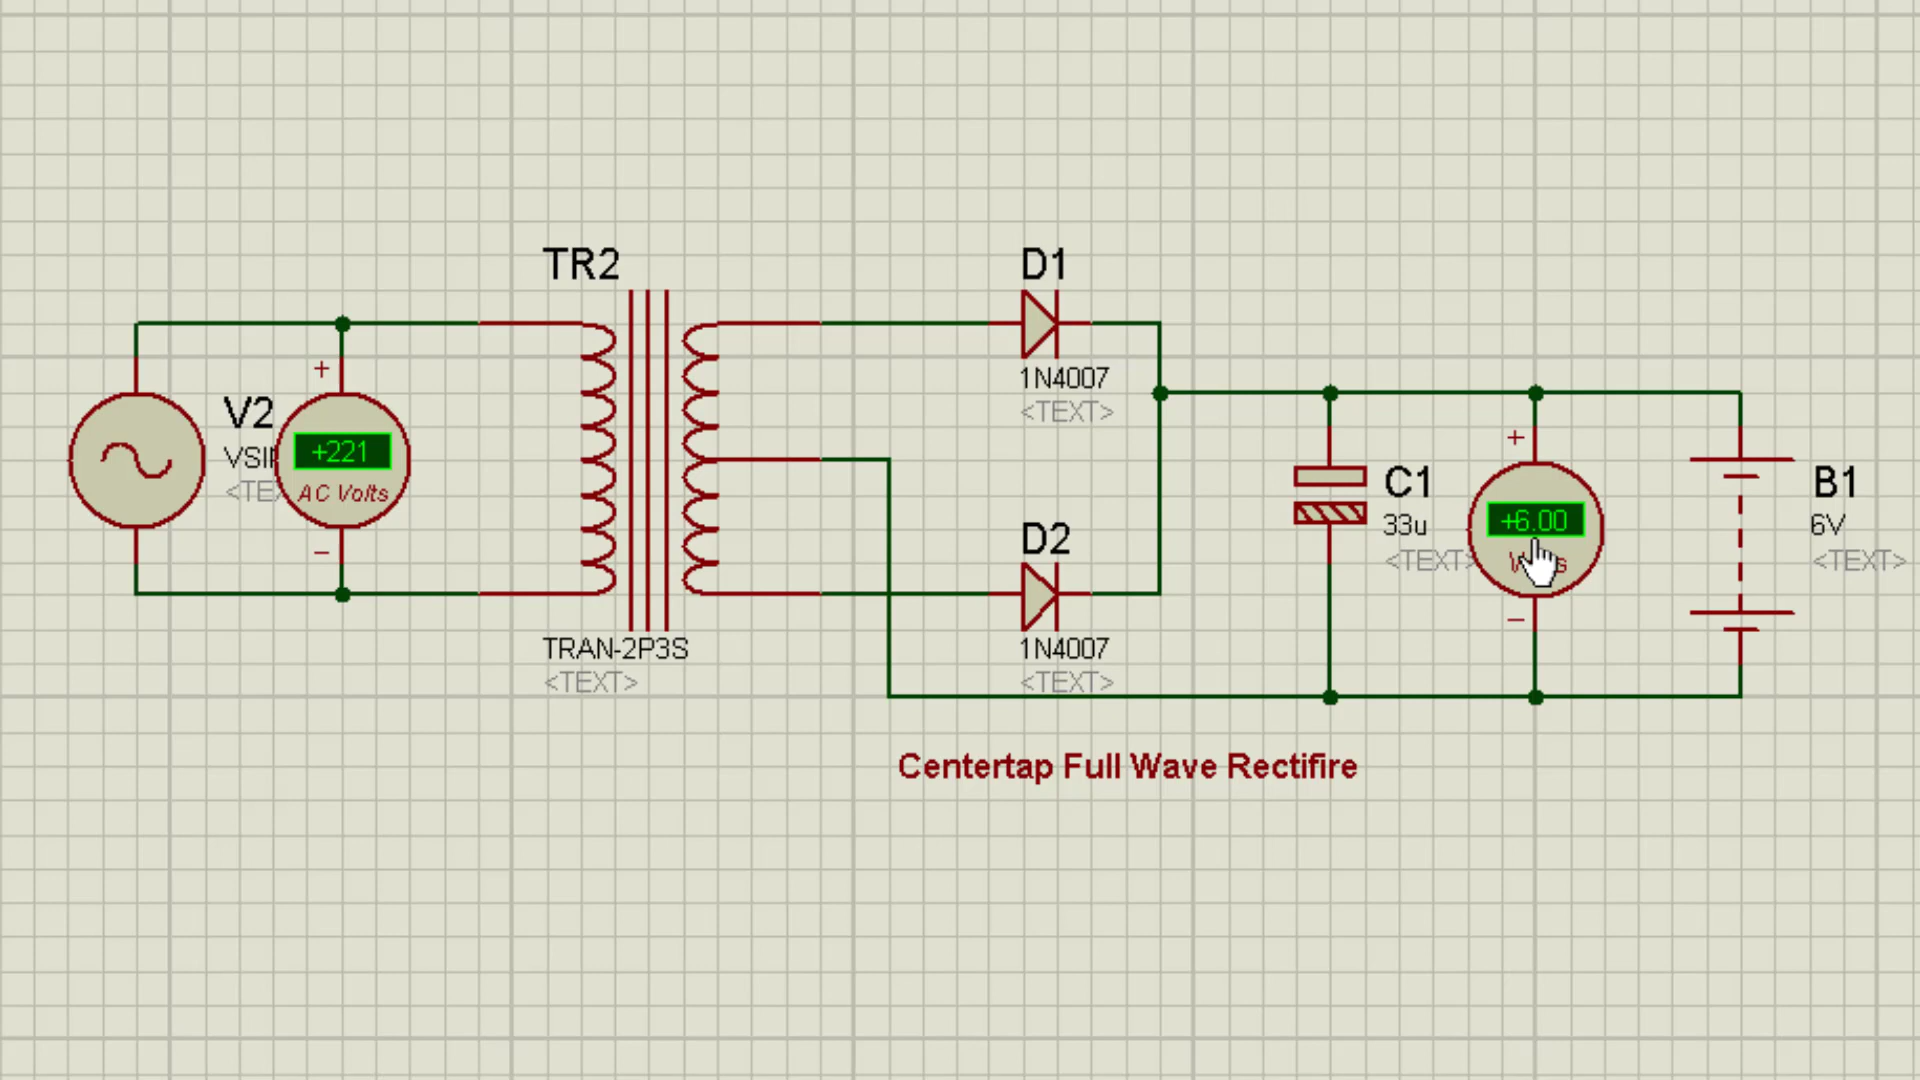 TR2
D1
+
1N4007
<TEXT>
V2
+221
VSI
AC Volts
<TE
+
C1
B1
+6.00
33u
6V
D2
<TEXT>
<TEXT>
−
−
TRAN-2P3S
1N4007
<TEXT>
<TEXT>
Centertap Full Wave Rectifire